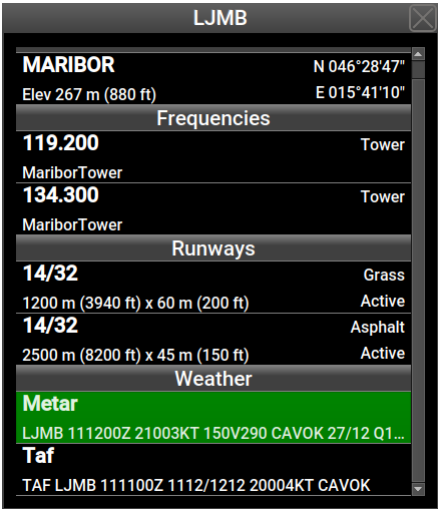 LJMB
MARIBOR N 046°28'47"
Elev 267 m (880 ft) E 015°41'10"
Frequencies
119.200 Tower
MariborTower
134.300 Tower
MariborTower
Runways
14/32 Grass
1200 m (3940 ft) x 60 m (200 ft) Active
14/32 Asphalt
2500 m (8200 ft) x 45 m (150 ft) Active
Weather
Metar
LJMB 111200Z 21003KT 150V290 CAVOK 27/12 Q1...
Taf
TAF LJMB 111100Z 1112/1212 20004KT CAVOK